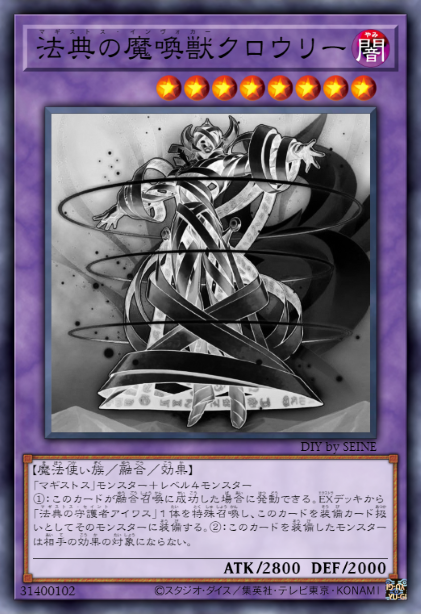 マギストス・インヴォカー
法典の魔喚獣クロウリー
やみ
闇
DIY by SEINE
【魔法使い族／融合／効果】
「マギストス」モンスター＋レベル４モンスター
①：このカードが融合召喚に成功した場合に発動できる。EXデッキから
「法典の守護者アイワス」１体を特殊召喚し、このカードを装備カード扱
いとしてそのモンスターに装備する。②：このカードを装備したモンスター
は相手の効果の対象にならない。
ATK/2800 DEF/2000
31400102
©スタジオ・ダイス／集英社・テレビ東京・KONAMI